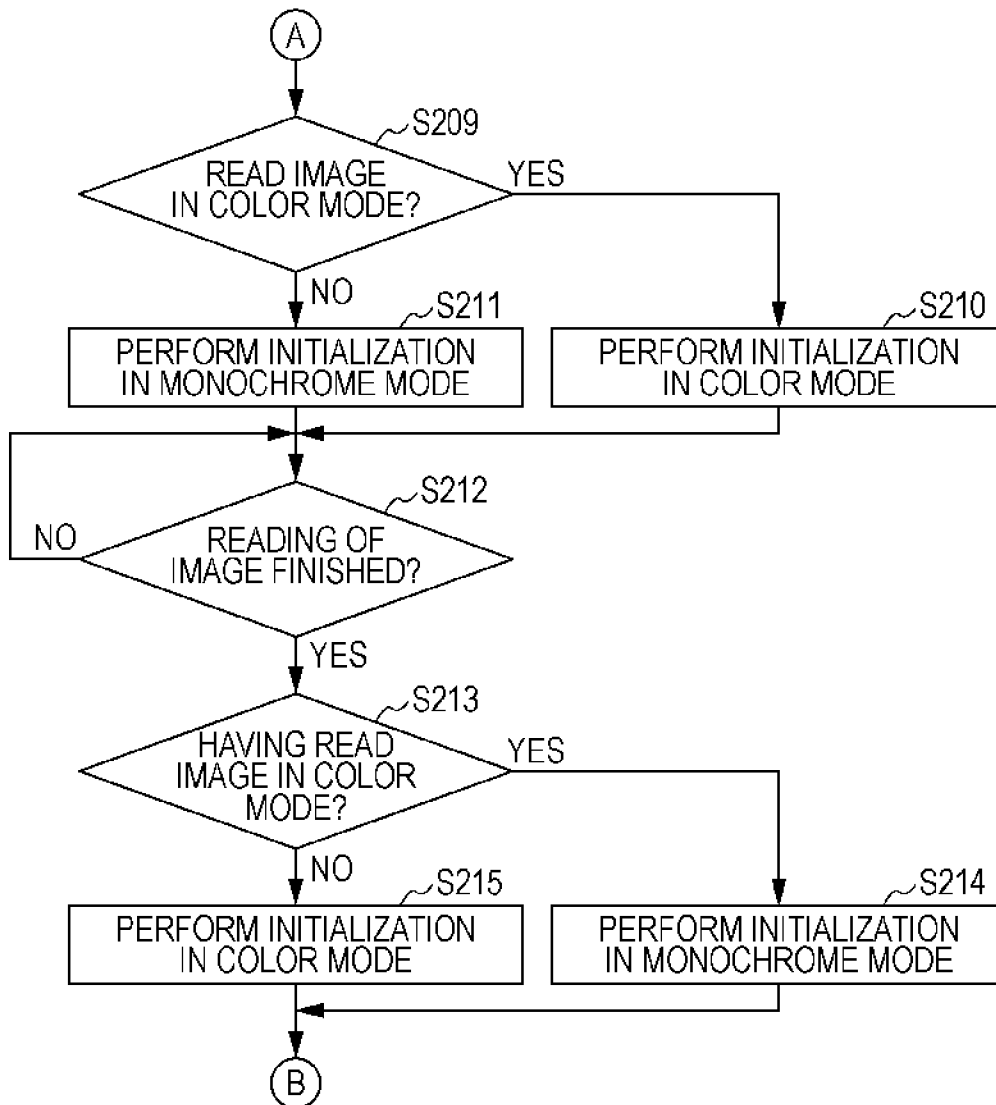 A
S209
READ IMAGE
IN COLOR MODE?
YES
NO
S211
PERFORM INITIALIZATION
IN MONOCHROME MODE
S210
PERFORM INITIALIZATION
IN COLOR MODE
S212
READING OF
IMAGE FINISHED?
NO
YES
S213
HAVING READ
IMAGE IN COLOR
MODE?
YES
NO
S215
PERFORM INITIALIZATION
IN COLOR MODE
S214
PERFORM INITIALIZATION
IN MONOCHROME MODE
B